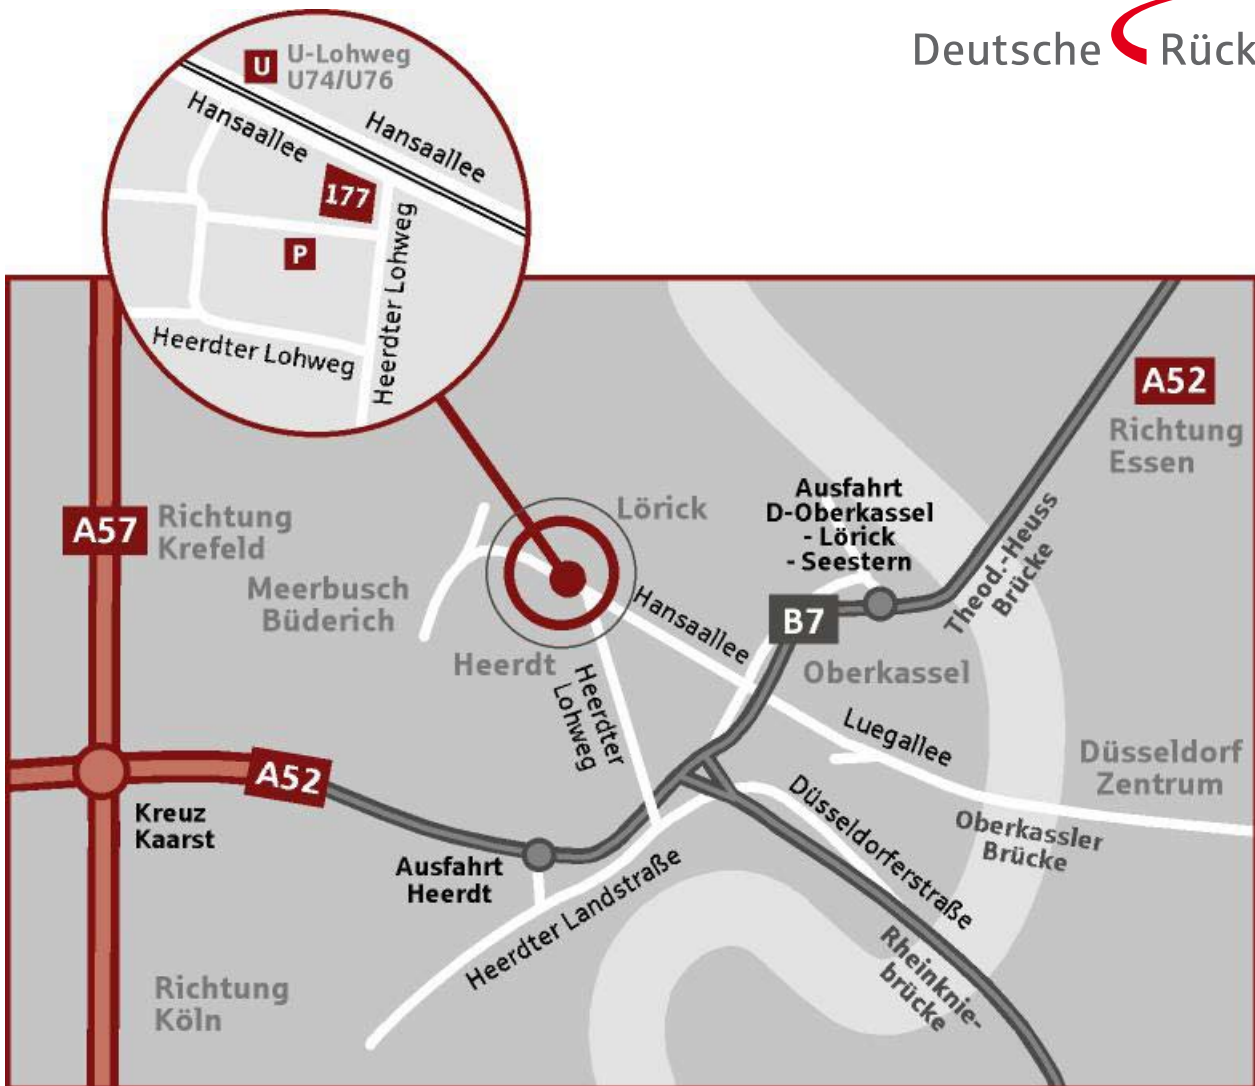 Deutsche Rück
U
U-Lohweg
U74/U76
Hansaallee
Hansaallee
177
P
Heerdter Lohweg
Heerdter Lohweg
A57
Richtung
Krefeld
Meerbusch
Büderich
Lörick
Heerdt
Ausfahrt
D-Oberkassel
- Lörick
- Seestern
A52
Richtung
Essen
Theod.-Heuss
Brücke
B7
Hansaallee
Oberkassel
Heerdter
Lohweg
Luegallee
Düsseldorf
Zentrum
A52
Kreuz
Kaarst
Düsseldorferstraße
Oberkassler
Brücke
Ausfahrt
Heerdt
Heerdter Landstraße
Rheinknie-
brücke
Richtung
Köln